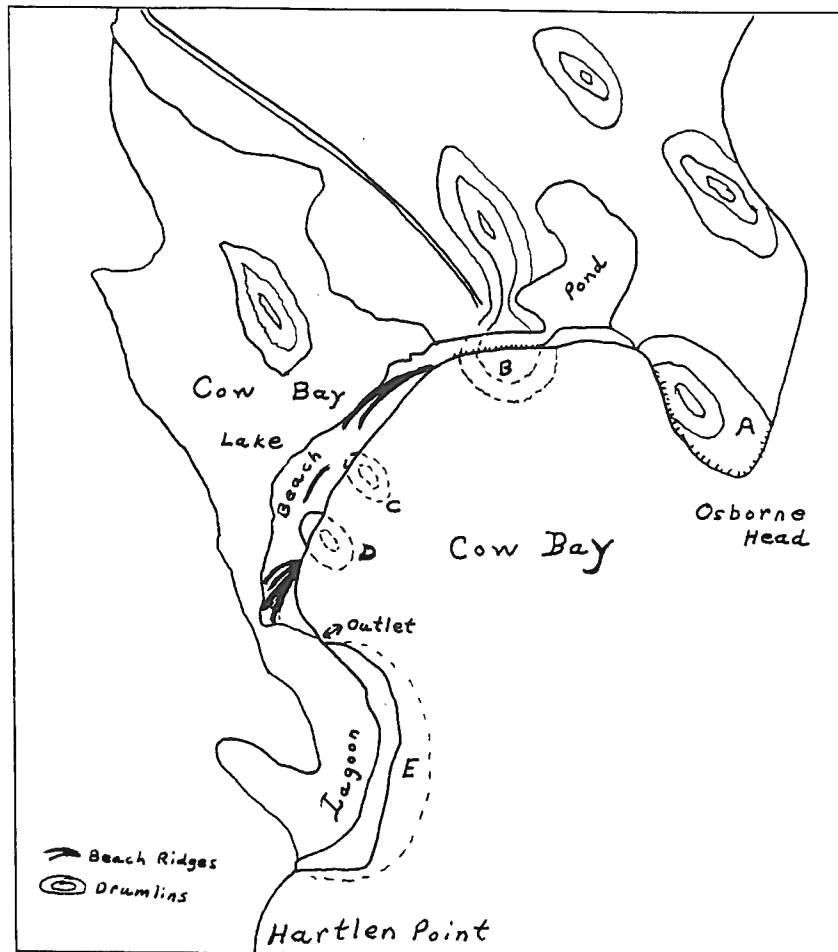 Pond
B
A
Cow Bay
Lake
Beach
C
Osborne
Head
D
Cow Bay
Outlet
E
Lagoon
Beach Ridges
Drumlins
Hartlen Point